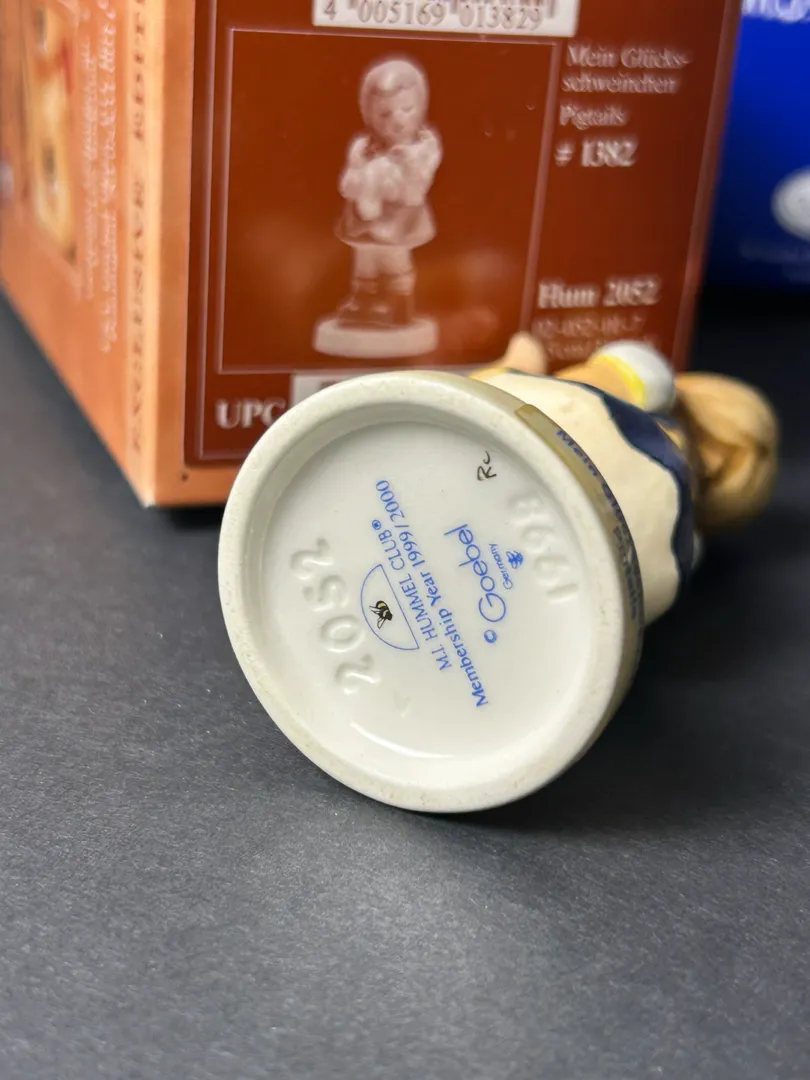 4 005169 013829
Mein Glücks-
schweinchen
Pigtails
# 1382
Hum 2052
UPC
EXCLUSIVE
2052
M.I. HUMMEL CLUB®
Membership Year 1999/2000
© Goebel
Germany